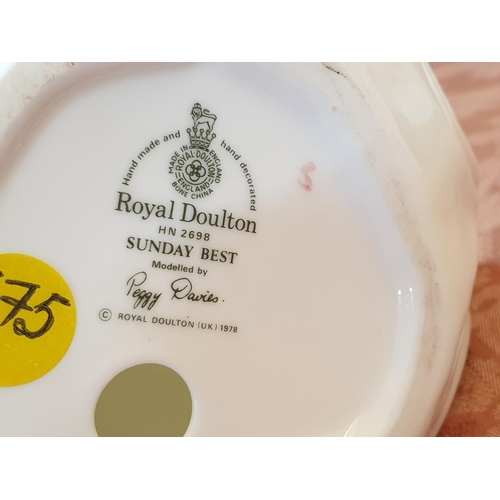 Hand made and hand decorated
MADE IN ENGLAND
ROYAL·DOULTON
ENGLAND
BONE CHINA
Royal Doulton
HN 2698
SUNDAY BEST
Modelled by
Peggy Davies.
© ROYAL DOULTON (UK) 1978
S
75